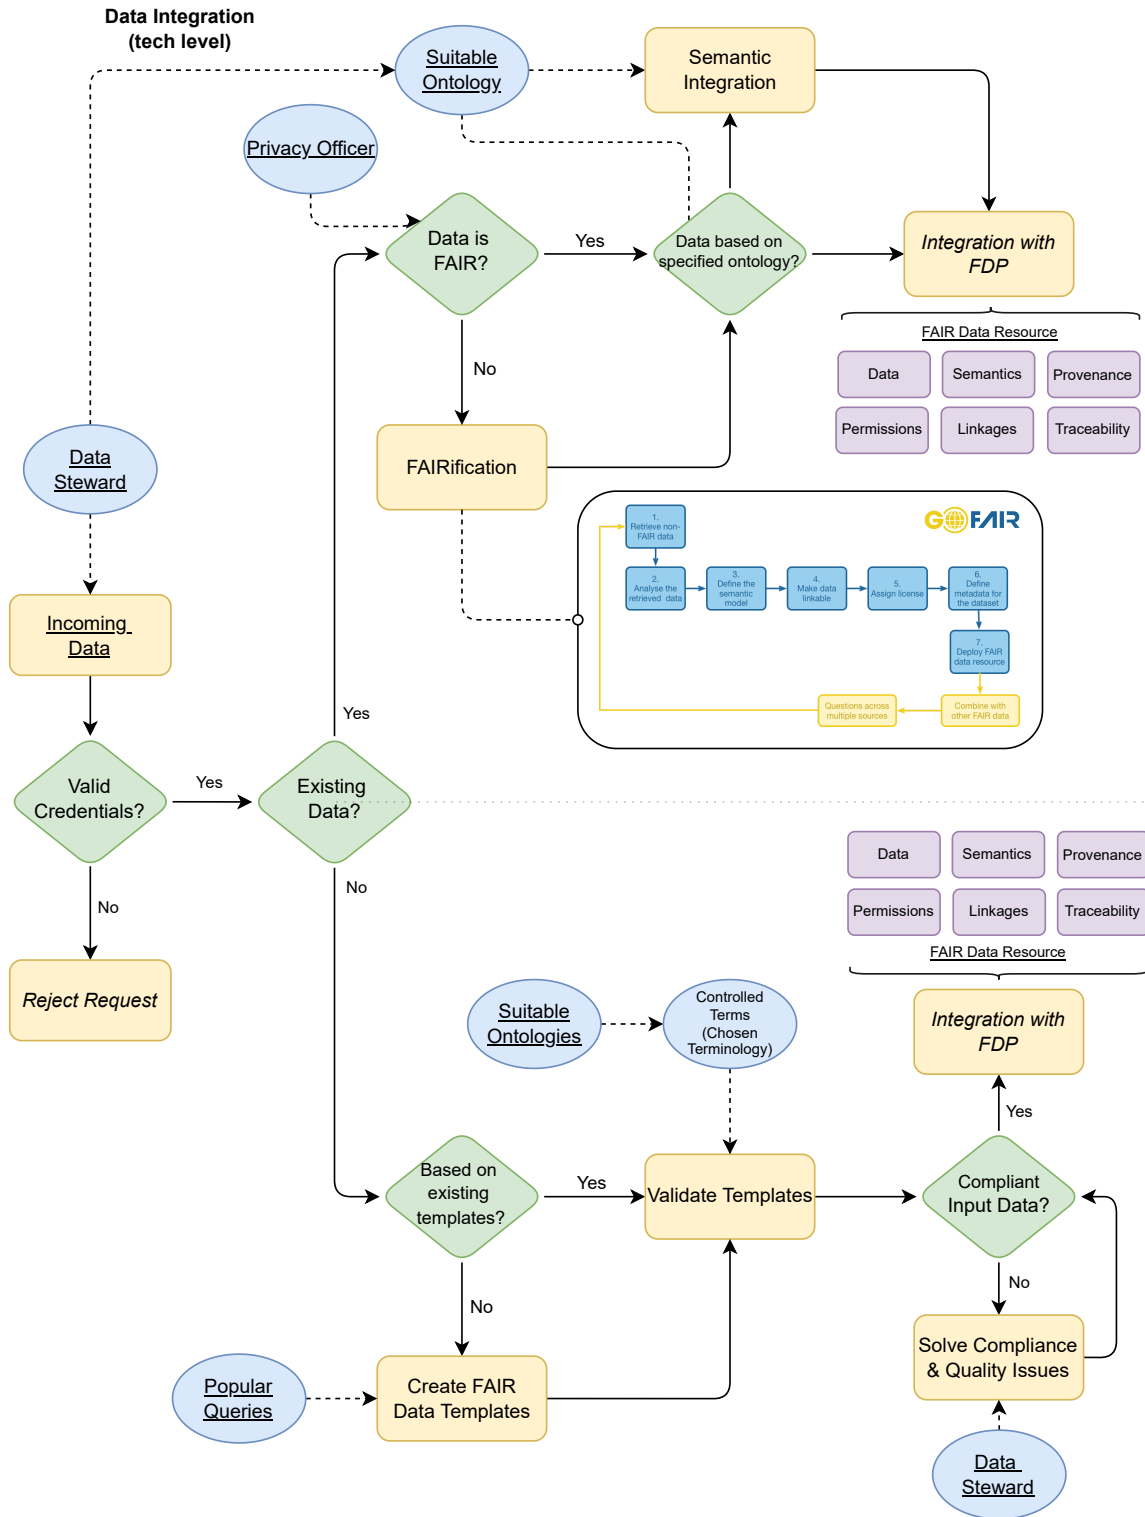 Data Integration
(tech level)
Suitable
Ontology
Semantic
Integration
Privacy Officer
Data is
FAIR?
Yes
Data based on
specified ontology?
Integration with
FDP
No
FAIR Data Resource
Data
Semantics
Provenance
Permissions
Linkages
Traceability
Data
Steward
FAIRification
GO FAIR
1.
Retrieve non-
FAIR data
2.
Analyse the
retrieved data
3.
Define the
semantic
model
4.
Make data
linkable
5.
Assign license
6.
Define
metadata for
the dataset
7.
Deploy FAIR
data resource
Questions across
multiple sources
Combine with
other FAIR data
Incoming
Data
Yes
Valid
Credentials?
Yes
Existing
Data?
No
No
Reject Request
Data
Semantics
Provenance
Permissions
Linkages
Traceability
FAIR Data Resource
Suitable
Ontologies
Controlled
Terms
(Chosen
Terminology)
Integration with
FDP
Yes
Based on
existing
templates?
Yes
Validate Templates
Compliant
Input Data?
No
No
Popular
Queries
Create FAIR
Data Templates
Solve Compliance
& Quality Issues
Data
Steward